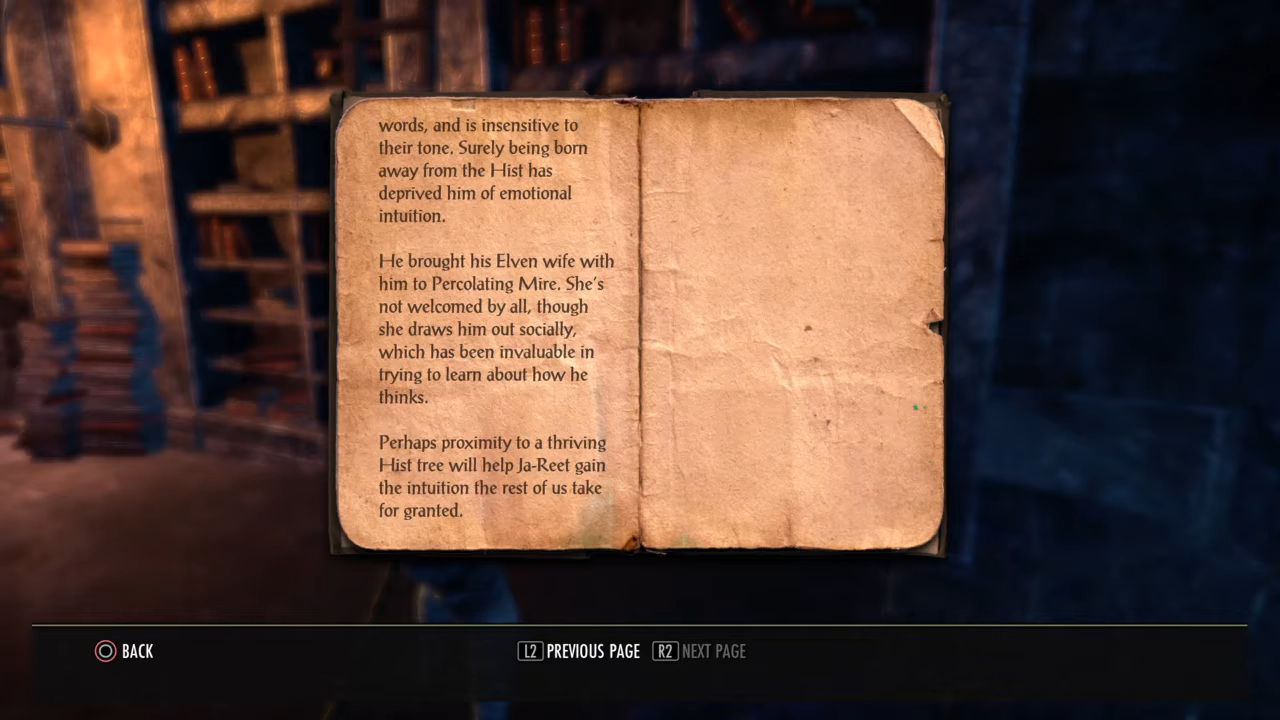 words, and is insensitive to
their tone. Surely being born
away from the Hist has
deprived him of emotional
intuition.
He brought his Elven wife with
him to Percolating Mire. She's
not welcomed by all, though
she draws him out socially,
which has been invaluable in
trying to learn about how he
thinks.
Perhaps proximity to a thriving
Hist tree will help Ja-Reet gain
the intuition the rest of us take
for granted.
BACK
L2 PREVIOUS PAGE R2 NEXT PAGE